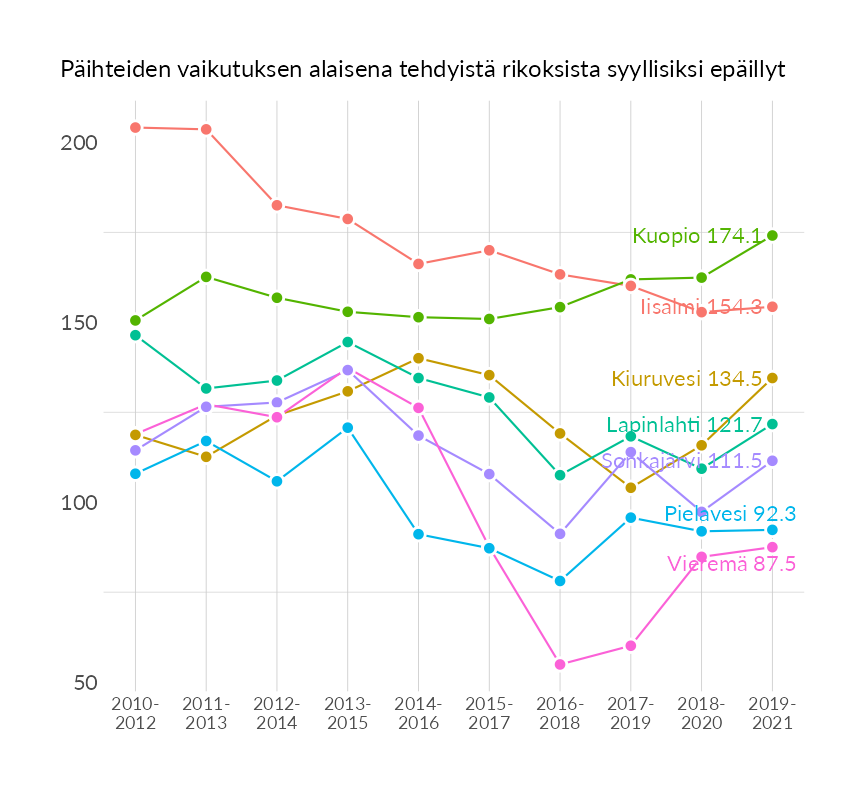 Päihteiden vaikutuksen alaisena tehdyistä rikoksista syyllisiksi epäillyt
200
150
100
50
Kuopio 174.1
Iisalmi 154.3
Kiuruvesi 134.5
Lapinlahti 121.7
Sonkajärvi 111.5
Pielavesi 92.3
Vieremä 87.5
2010- 2011- 2012- 2013- 2014- 2015- 2016- 2017- 2018- 2019-
2012 2013 2014 2015 2016 2017 2018 2019 2020 2021